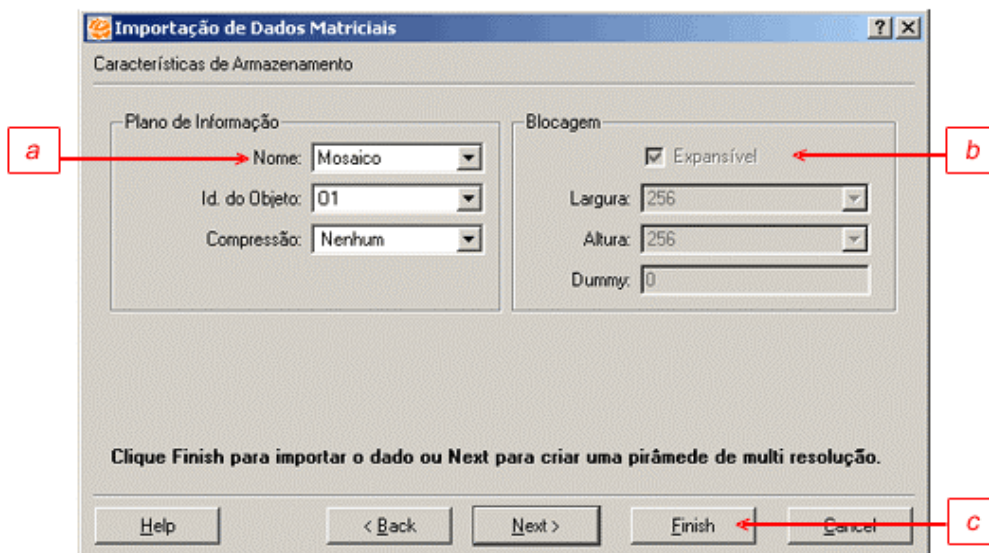 Importação de Dados Matriciais
Características de Armazenamento
Plano de Informação
a
Nome: Mosaico
Id. do Objeto: O1
Compressão: Nenhum
Blocagem
b
Expansível
Largura: 256
Altura: 256
Dummy: 0
Clique Finish para importar o dado ou Next para criar uma pirâmede de multi resolução.
Help
< Back
Next >
Finish
Cancel
c